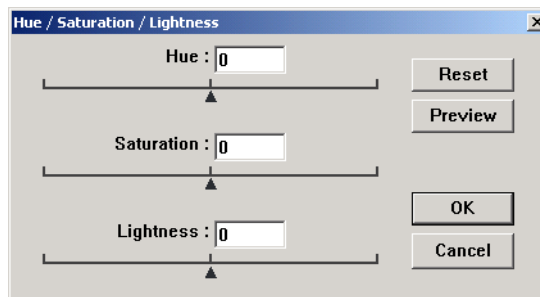 Hue / Saturation / Lightness
Hue : 0
Reset
Preview
Saturation : 0
OK
Lightness : 0
Cancel